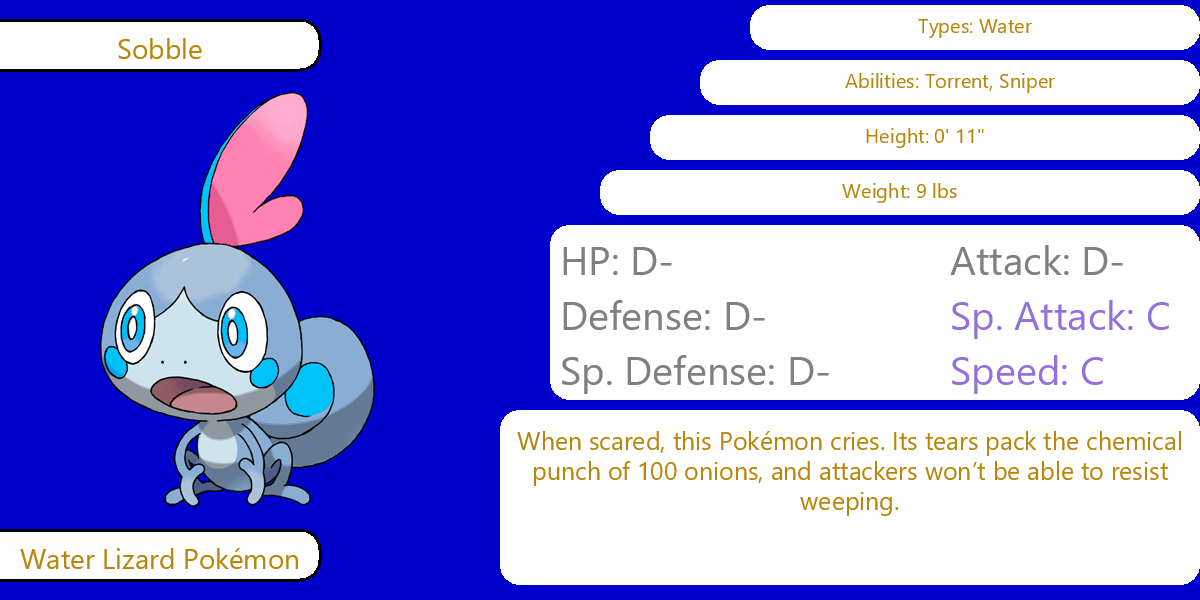 Sobble
Types: Water
Abilities: Torrent, Sniper
Height: 0' 11"
Weight: 9 lbs
HP: D-
Attack: D-
Defense: D-
Sp. Attack: C
Sp. Defense: D-
Speed: C
When scared, this Pokémon cries. Its tears pack the chemical
punch of 100 onions, and attackers won’t be able to resist
weeping.
Water Lizard Pokémon